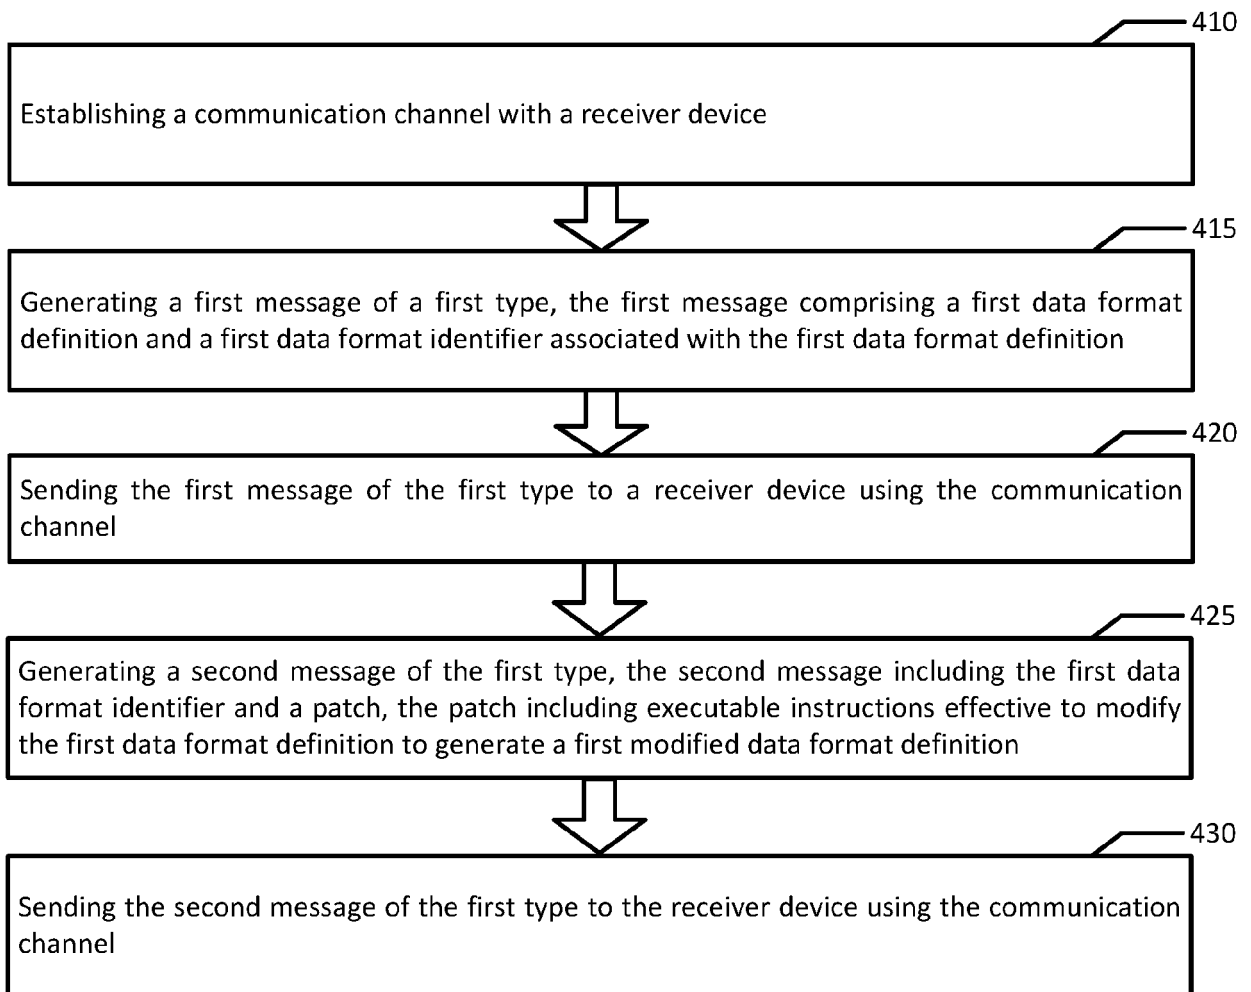 410
Establishing a communication channel with a receiver device
415
Generating a first message of a first type, the first message comprising a first data format
definition and a first data format identifier associated with the first data format definition
420
Sending the first message of the first type to a receiver device using the communication
channel
425
Generating a second message of the first type, the second message including the first data
format identifier and a patch, the patch including executable instructions effective to modify
the first data format definition to generate a first modified data format definition
430
Sending the second message of the first type to the receiver device using the communication
channel